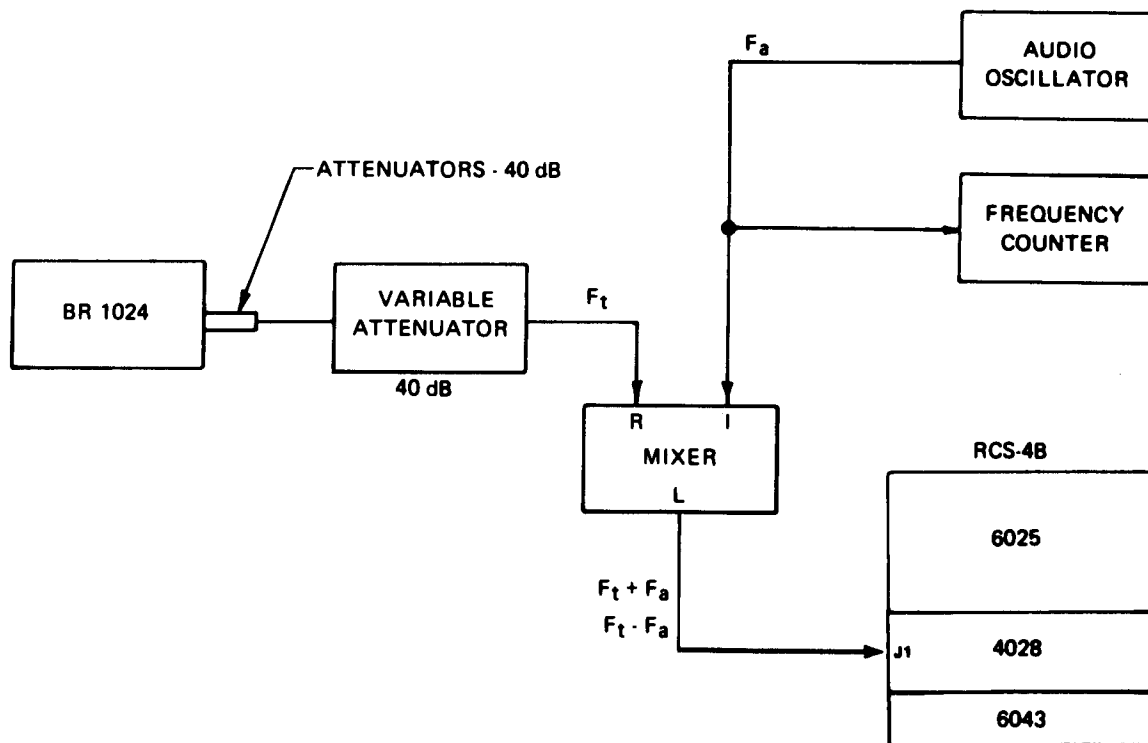 AUDIO
OSCILLATOR
Fa
ATTENUATORS - 40 dB
FREQUENCY
COUNTER
BR 1024
VARIABLE
ATTENUATOR
Ft
40 dB
R I
MIXER
L
RCS-4B
6025
Ft + Fa
Ft - Fa
J1 4028
6043